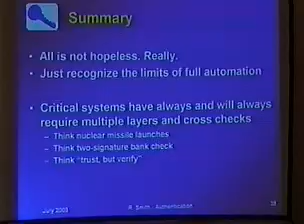 Summary
• All is not hopeless. Really.
• Just recognize the limits of full automation
• Critical systems have always and will always
require multiple layers and cross checks
– Think nuclear missile launches
– Think two-signature bank check
– Think "trust, but verify"
July 2003
R. Smith - Authentication